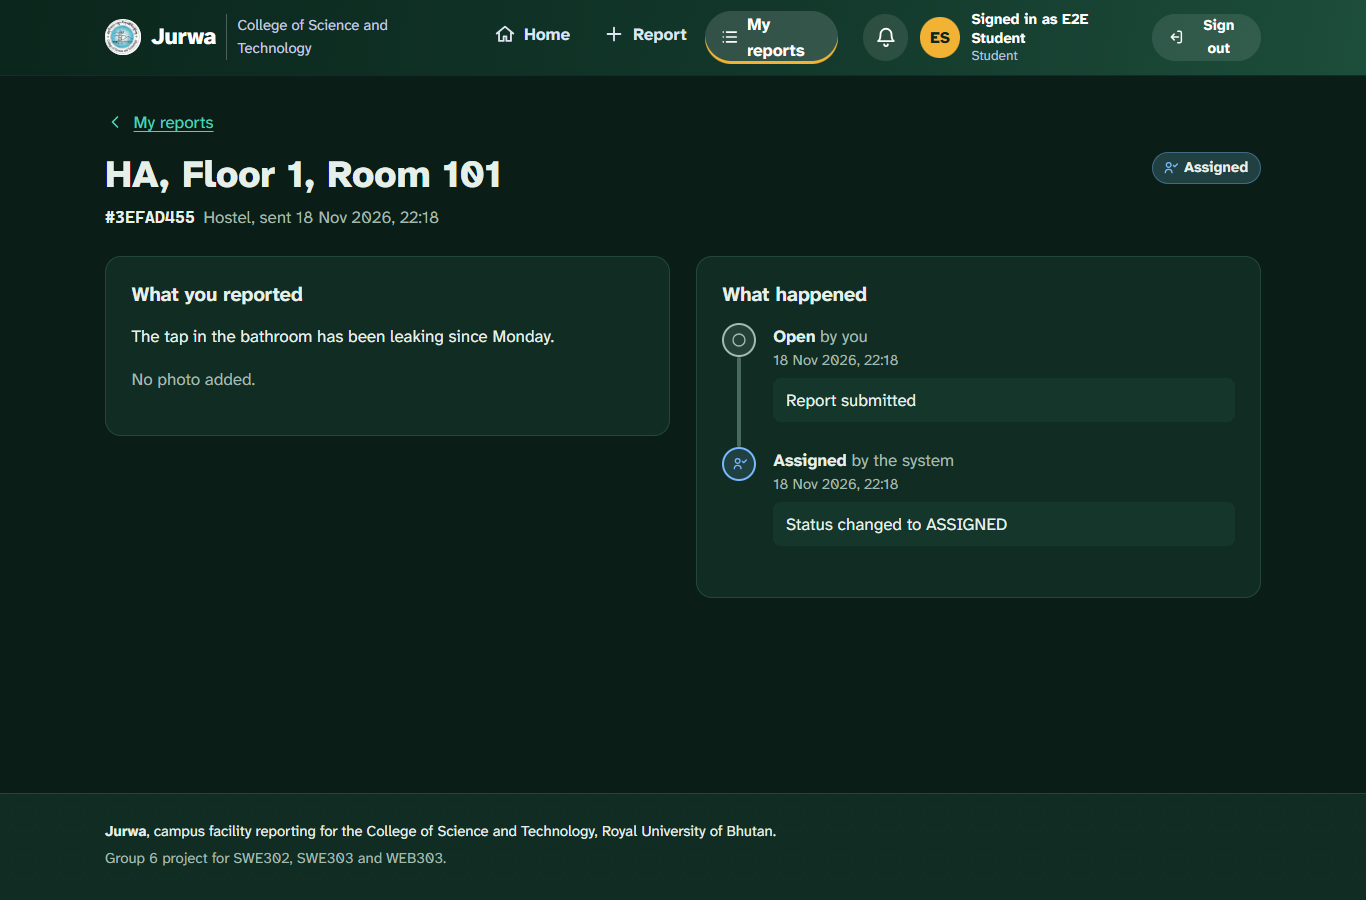 Jurwa
College of Science and
Technology
Home
Report
My
reports
ES
Signed in as E2E
Student
Student
Sign
out
My reports
HA, Floor 1, Room 101
Assigned
#3EFAD455 Hostel, sent 18 Nov 2026, 22:18
What you reported
The tap in the bathroom has been leaking since Monday.
No photo added.
What happened
Open by you
18 Nov 2026, 22:18
Report submitted
Assigned by the system
18 Nov 2026, 22:18
Status changed to ASSIGNED
Jurwa, campus facility reporting for the College of Science and Technology, Royal University of Bhutan.
Group 6 project for SWE302, SWE303 and WEB303.